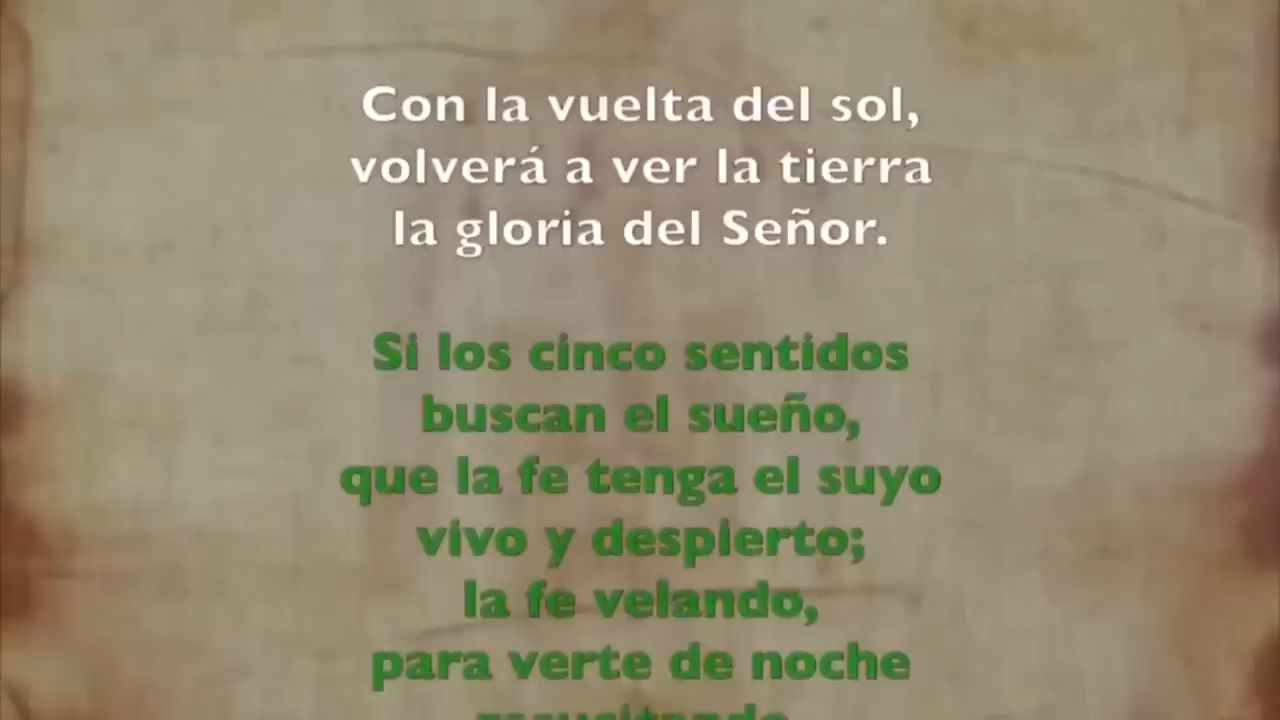 Con la vuelta del sol,
volverá a ver la tierra
la gloria del Señor.
Si los cinco sentidos
buscan el sueño,
que la fe tenga el suyo
vivo y despierto;
la fe velando,
para verte de noche
resucitando.